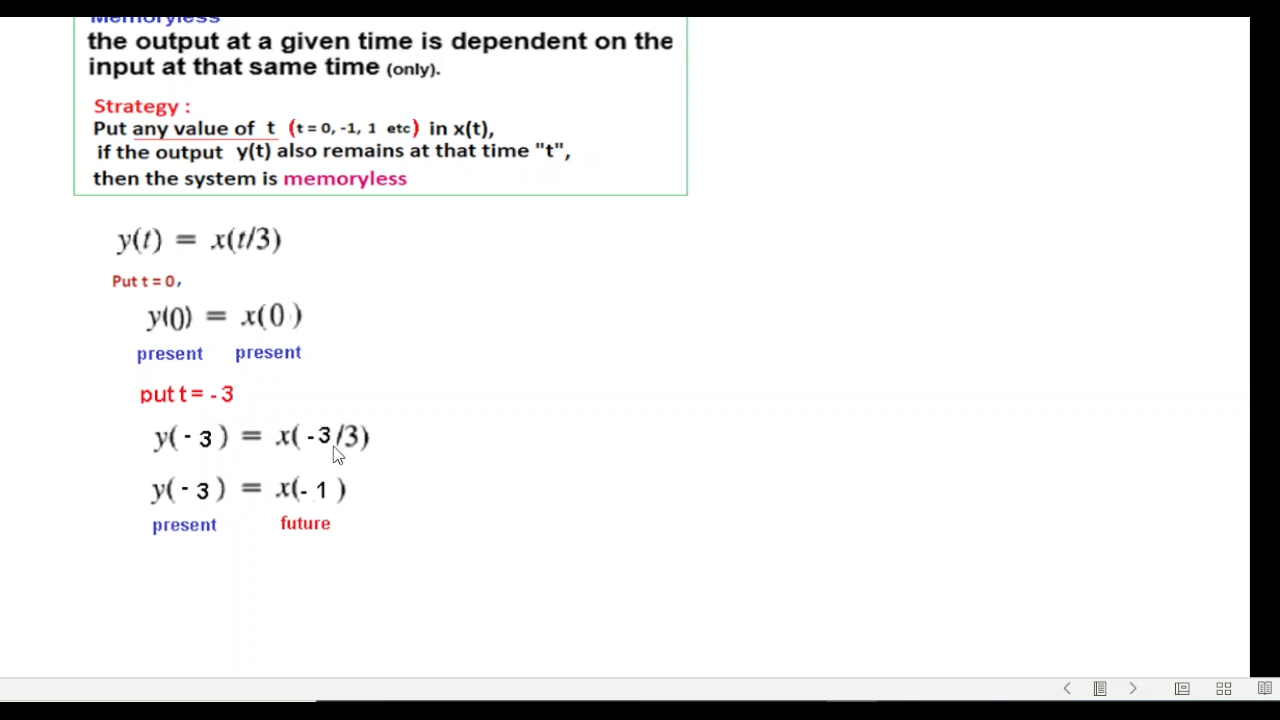 Memoryless
the output at a given time is dependent on the
input at that same time (only).
Strategy :
Put any value of t (t = 0, -1, 1 etc) in x(t),
if the output y(t) also remains at that time "t",
then the system is memoryless
y(t) = x(t/3)
Put t = 0,
y(0) = x(0 )
present present
put t = - 3
y( - 3 ) = x( - 3 /3)
y( - 3 ) = x(- 1 )
present future